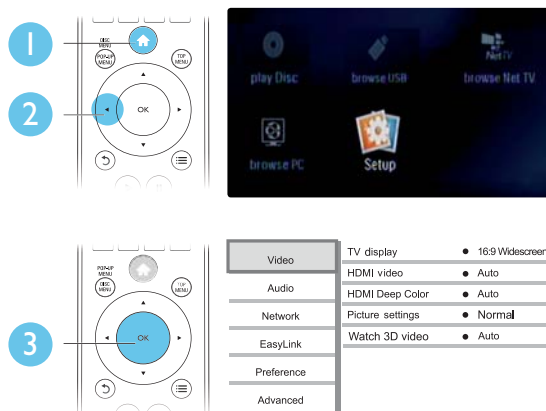 1
DISC
MENU
POP-UP
MENU
TOP
MENU
2
OK
play Disc
browse USB
NetTV
browse Net TV
browse PC
Setup
POP-UP
MENU
DISC
MENU
TOP
MENU
3
OK
Video
Audio
Network
EasyLink
Preference
Advanced
TV display ● 16:9 Widescreen
HDMI video ● Auto
HDMI Deep Color ● Auto
Picture settings ● Normal
Watch 3D video ● Auto